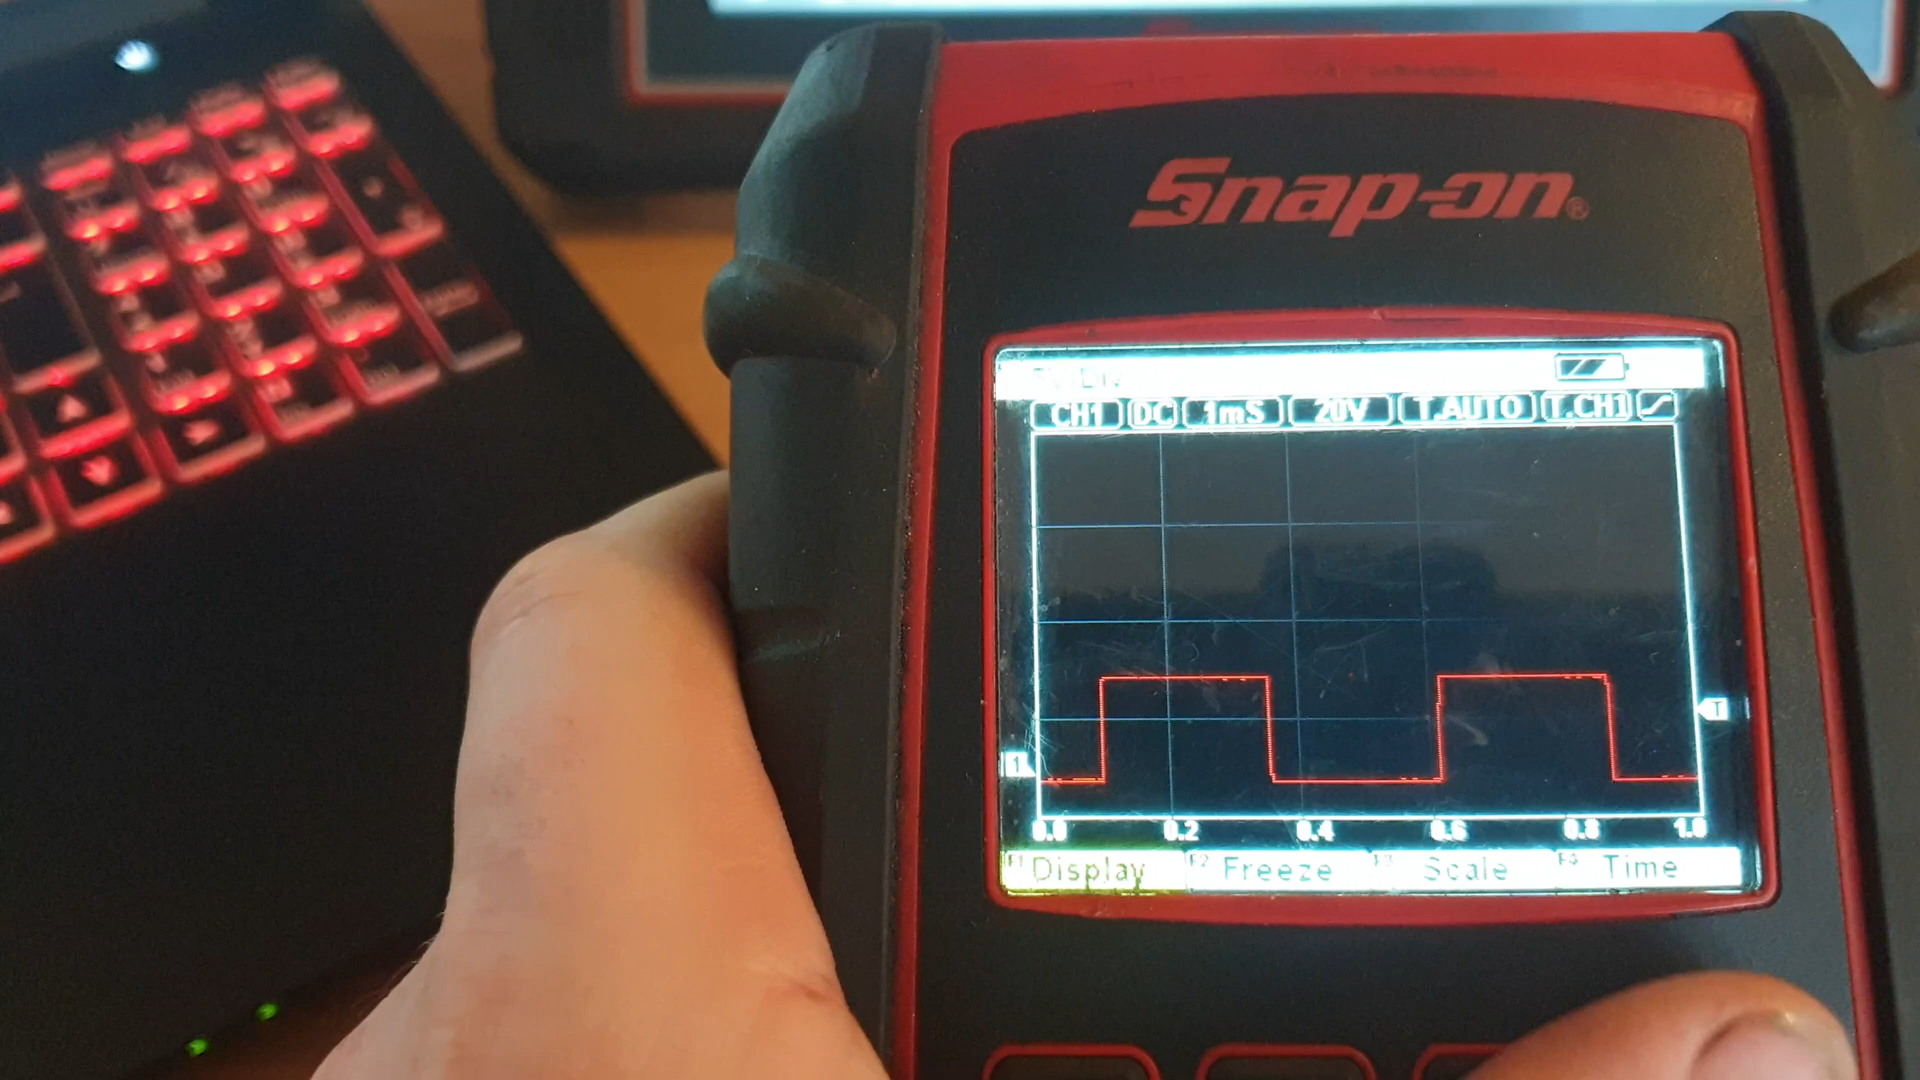 Snap-on®
CH1 DC 1mS 20V T.AUTO T.CH1
T
1
0.0 0.2 0.4 0.6 0.8 1.0
F1 Display F2 Freeze F3 Scale F4 Time